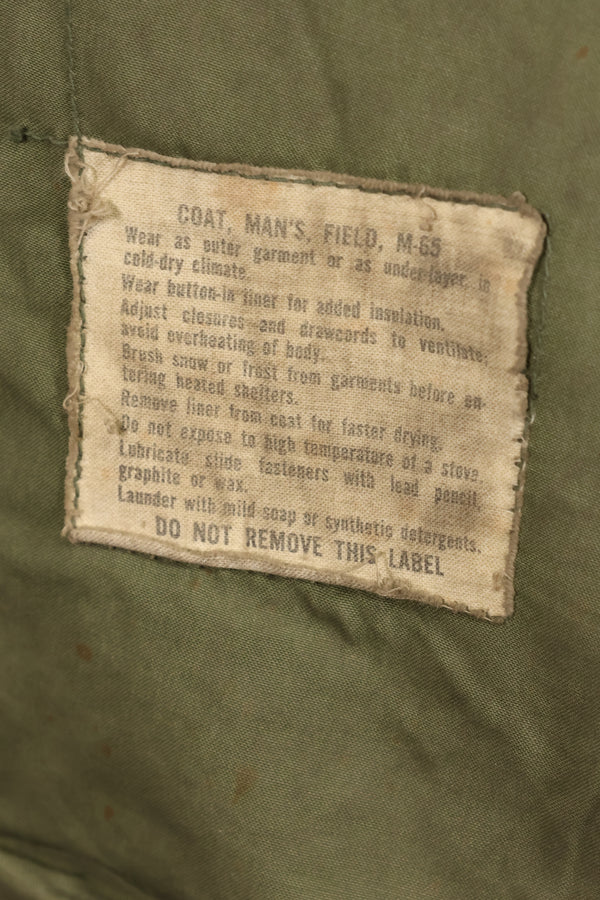 COAT, MAN'S, FIELD, M-65
Wear as outer garment or as under-layer in
cold-dry climate.
Wear button-in liner for added insulation.
Adjust closures and drawcords to ventilate;
avoid overheating of body.
Brush snow or frost from garments before en-
tering heated shelters.
Remove liner from coat for faster drying.
Do not expose to high temperature of a stove.
Lubricate slide fasteners with lead pencil,
graphite or wax.
Launder with mild soap or synthetic detergents.
DO NOT REMOVE THIS LABEL